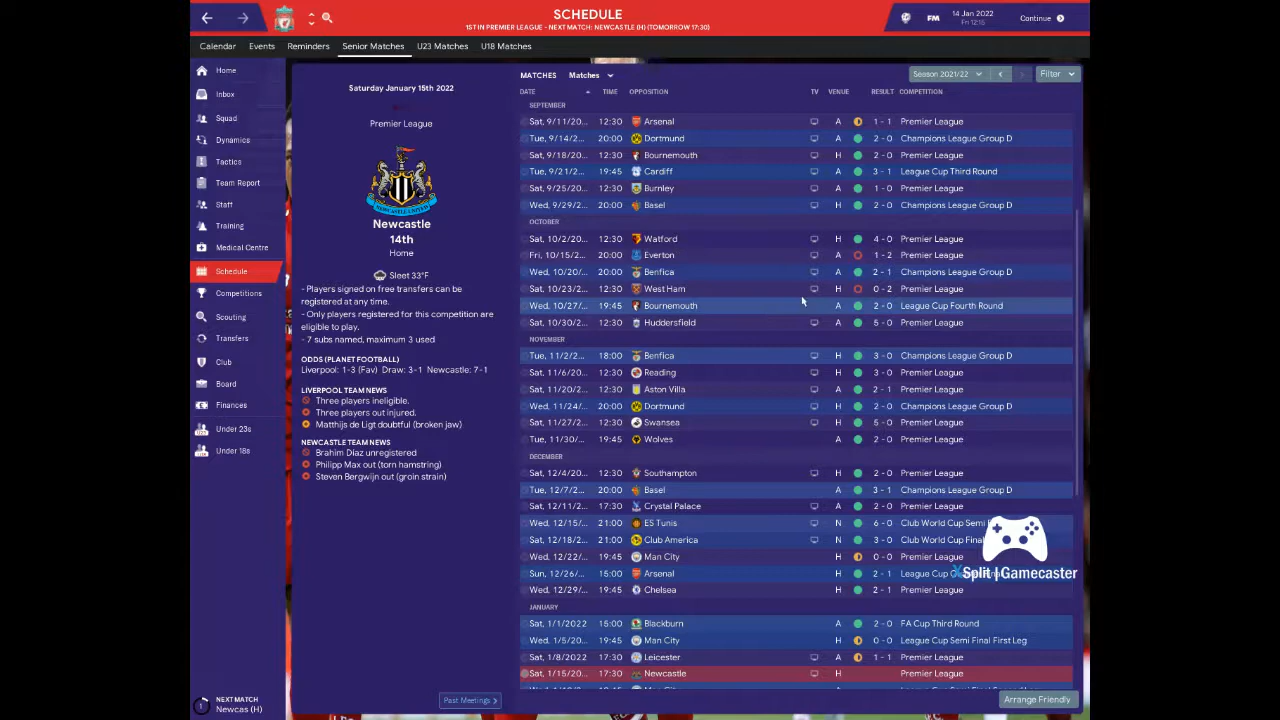 SCHEDULE
1ST IN PREMIER LEAGUE - NEXT MATCH: NEWCASTLE (H) (TOMORROW 17:30)
FM
14 Jan 2022
Fri 12:15
Continue
Calendar Events Reminders Senior Matches U23 Matches U18 Matches
Home
Inbox
Squad
Dynamics
Tactics
Team Report
Staff
Training
Medical Centre
Schedule
Competitions
Scouting
Transfers
Club
Board
Finances
Under 23s
Under 18s
NEXT MATCH
Newcas (H)
Saturday January 15th 2022
Premier League
NEWCASTLE UNITED
Newcastle
14th
Home
Sleet 33°F
- Players signed on free transfers can be
registered at any time.
- Only players registered for this competition are
eligible to play.
- 7 subs named, maximum 3 used
ODDS (PLANET FOOTBALL)
Liverpool: 1-3 (Fav) Draw: 3-1 Newcastle: 7-1
LIVERPOOL TEAM NEWS
Three players ineligible.
Three players out injured.
Matthijs de Ligt doubtful (broken jaw)
NEWCASTLE TEAM NEWS
Brahim Díaz unregistered
Philipp Max out (torn hamstring)
Steven Bergwijn out (groin strain)
Past Meetings >
MATCHES Matches Season 2021/22 Filter
DATE TIME OPPOSITION TV VENUE RESULT COMPETITION
SEPTEMBER
Sat, 9/11/20... 12:30 Arsenal A 1 - 1 Premier League
Tue, 9/14/2... 20:00 Dortmund A 2 - 0 Champions League Group D
Sat, 9/18/20... 12:30 Bournemouth H 2 - 0 Premier League
Tue, 9/21/2... 19:45 Cardiff A 3 - 1 League Cup Third Round
Sat, 9/25/20... 12:30 Burnley A 1 - 0 Premier League
Wed, 9/29/2... 20:00 Basel H 2 - 0 Champions League Group D
OCTOBER
Sat, 10/2/20... 12:30 Watford H 4 - 0 Premier League
Fri, 10/15/2... 20:00 Everton A 1 - 2 Premier League
Wed, 10/20/... 20:00 Benfica A 2 - 1 Champions League Group D
Sat, 10/23/... 12:30 West Ham H 0 - 2 Premier League
Wed, 10/27/... 19:45 Bournemouth A 2 - 0 League Cup Fourth Round
Sat, 10/30/... 12:30 Huddersfield A 5 - 0 Premier League
NOVEMBER
Tue, 11/2/2... 18:00 Benfica H 3 - 0 Champions League Group D
Sat, 11/6/20... 12:30 Reading H 3 - 0 Premier League
Sat, 11/20/... 12:30 Aston Villa A 2 - 1 Premier League
Wed, 11/24/... 20:00 Dortmund H 2 - 0 Champions League Group D
Sat, 11/27/... 12:30 Swansea H 5 - 0 Premier League
Tue, 11/30/... 19:45 Wolves A 2 - 0 Premier League
DECEMBER
Sat, 12/4/20... 12:30 Southampton H 2 - 0 Premier League
Tue, 12/7/2... 20:00 Basel A 3 - 1 Champions League Group D
Sat, 12/11/2... 17:30 Crystal Palace A 2 - 0 Premier League
Wed, 12/15/... 21:00 ES Tunis N 6 - 0 Club World Cup Semi
Sat, 12/18/2... 21:00 Club America N 3 - 0 Club World Cup Final
Wed, 12/22/... 19:45 Man City H 0 - 0 Premier League
Sun, 12/26/... 15:00 Arsenal H 2 - 1 League Cup
Wed, 12/29/... 19:45 Chelsea H 2 - 1 Premier League
JANUARY
Sat, 1/1/2022 15:00 Blackburn A 2 - 0 FA Cup Third Round
Wed, 1/5/20... 19:45 Man City H 0 - 0 League Cup Semi Final First Leg
Sat, 1/8/2022 17:30 Leicester A 1 - 1 Premier League
Sat, 1/15/20... 17:30 Newcastle H Premier League
XSplit | Gamecaster
Arrange Friendly